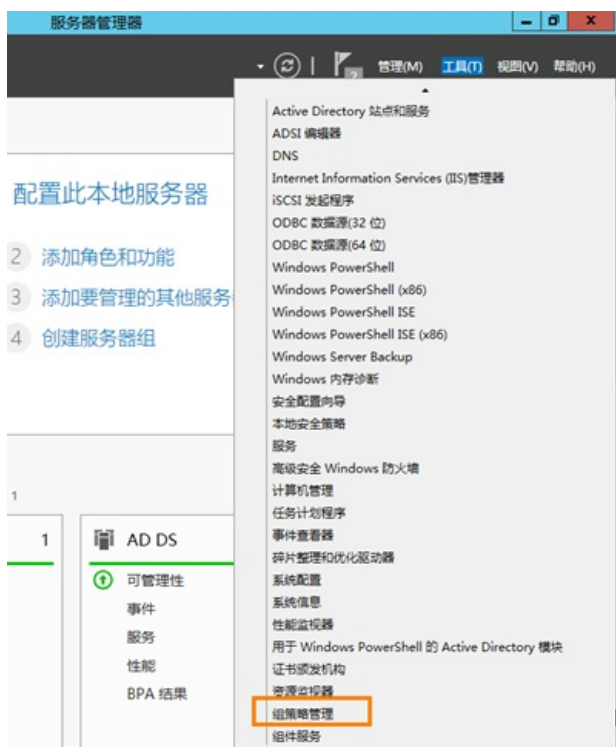 服务器管理器
管理(M) 工具(T) 视图(V) 帮助(H)
2
配置此本地服务器
2 添加角色和功能
3 添加要管理的其他服务
4 创建服务器组
1
1
AD DS
可管理性
事件
服务
性能
BPA 结果
Active Directory 站点和服务
ADSI 编辑器
DNS
Internet Information Services (IIS)管理器
iSCSI 发起程序
ODBC 数据源(32 位)
ODBC 数据源(64 位)
Windows PowerShell
Windows PowerShell (x86)
Windows PowerShell ISE
Windows PowerShell ISE (x86)
Windows Server Backup
Windows 内存诊断
安全配置向导
本地安全策略
服务
高级安全 Windows 防火墙
计算机管理
任务计划程序
事件查看器
碎片整理和优化驱动器
系统配置
系统信息
性能监视器
用于 Windows PowerShell 的 Active Directory 模块
证书颁发机构
资源监视器
组策略管理
组件服务